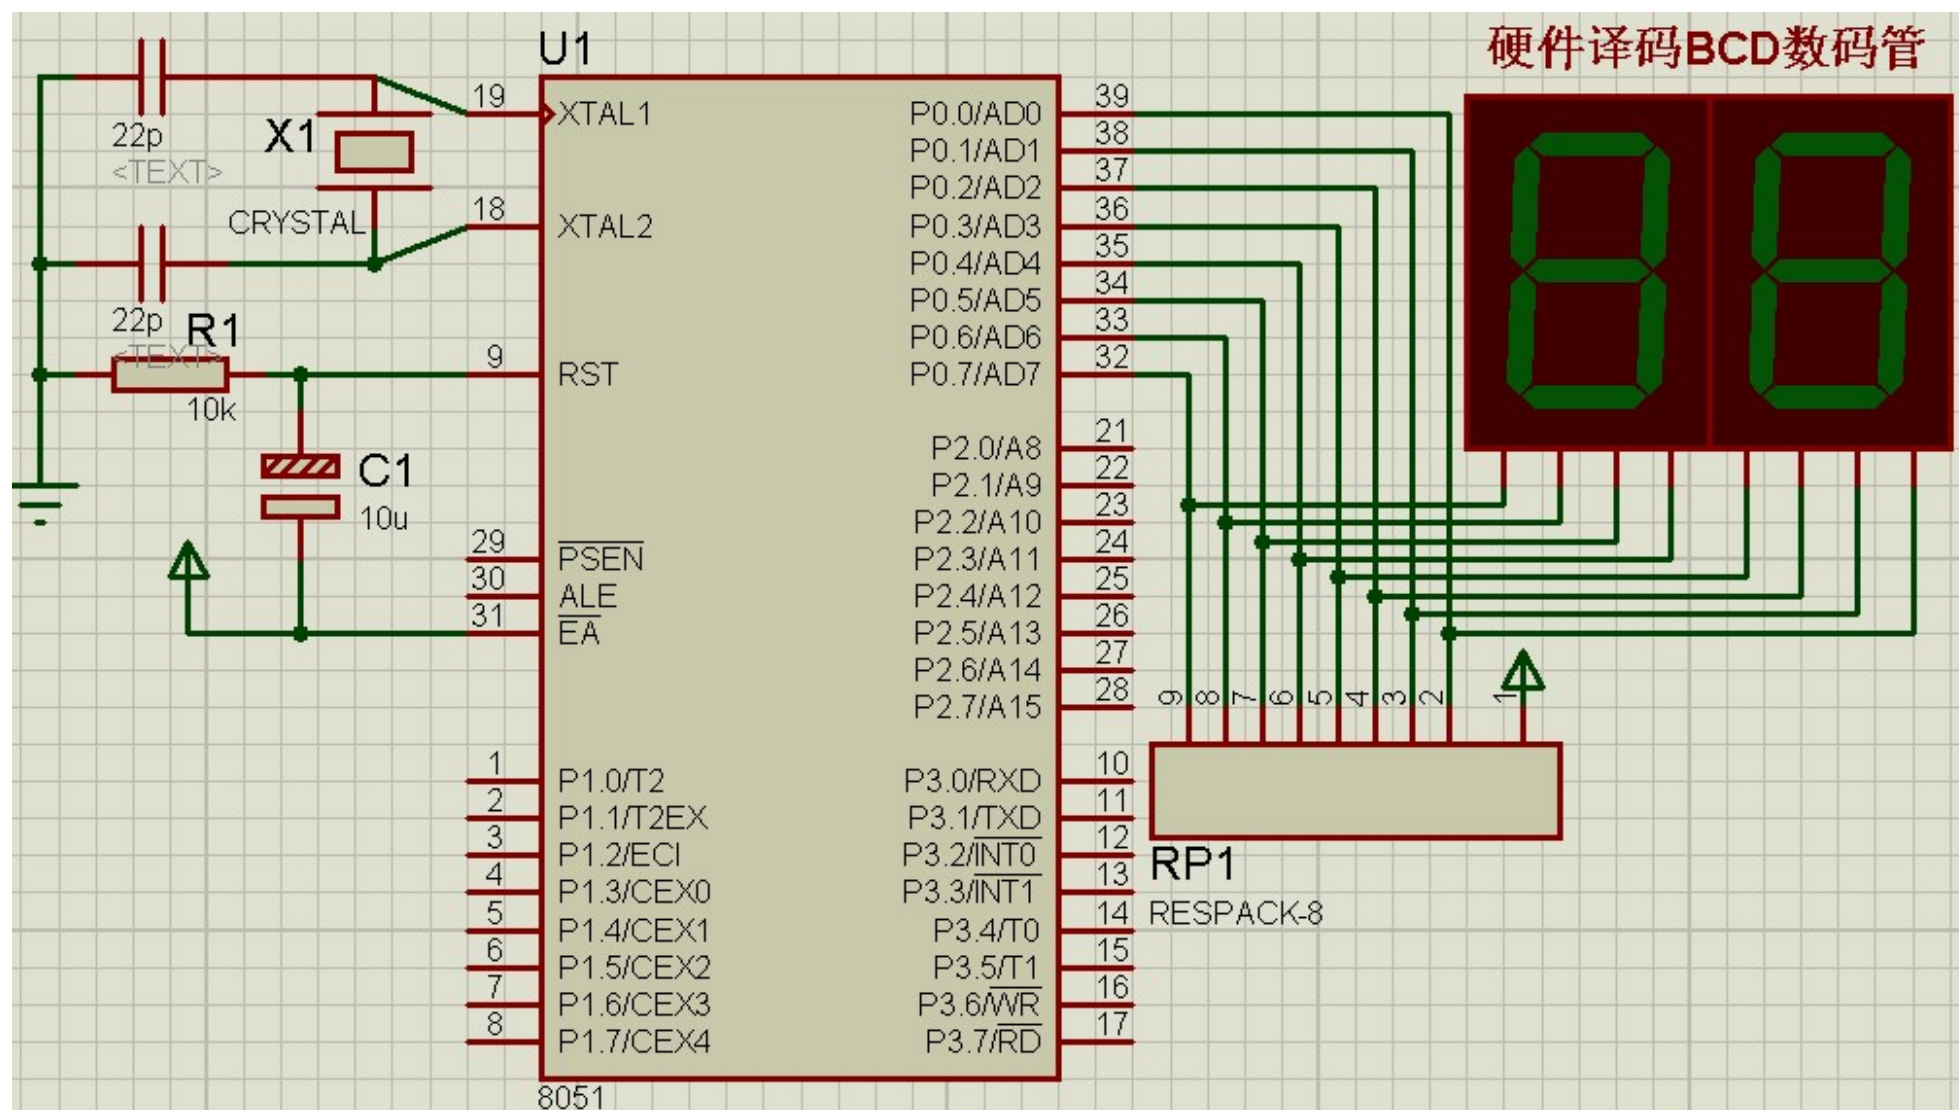 U1
硬件译码BCD数码管
22p
<TEXT>
X1
CRYSTAL
22p
<TEXT>
R1
10k
C1
10u
19
XTAL1
18
XTAL2
9
RST
29
PSEN
30
ALE
31
EA
1
P1.0/T2
2
P1.1/T2EX
3
P1.2/ECI
4
P1.3/CEX0
5
P1.4/CEX1
6
P1.5/CEX2
7
P1.6/CEX3
8
P1.7/CEX4
P0.0/AD0
39
P0.1/AD1
38
P0.2/AD2
37
P0.3/AD3
36
P0.4/AD4
35
P0.5/AD5
34
P0.6/AD6
33
P0.7/AD7
32
P2.0/A8
21
P2.1/A9
22
P2.2/A10
23
P2.3/A11
24
P2.4/A12
25
P2.5/A13
26
P2.6/A14
27
P2.7/A15
28
P3.0/RXD
10
P3.1/TXD
11
P3.2/INT0
12
P3.3/INT1
13
P3.4/T0
14
P3.5/T1
15
P3.6/WR
16
P3.7/RD
17
8051
9
8
7
6
5
4
3
2
1
RP1
RESPACK-8